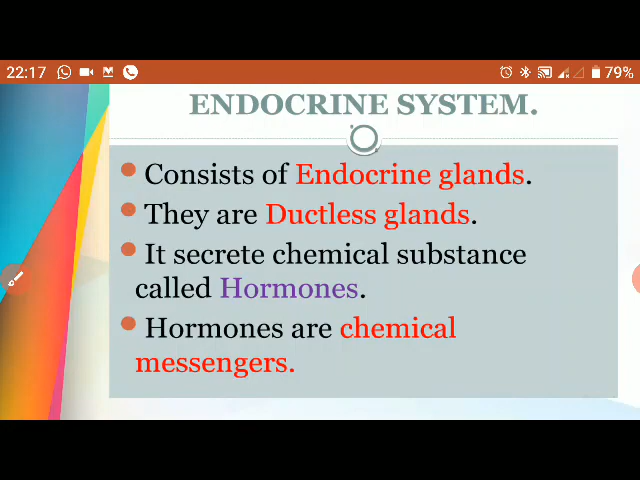 22:17 79%
ENDOCRINE SYSTEM.
Consists of Endocrine glands.
They are Ductless glands.
It secrete chemical substance
called Hormones.
Hormones are chemical
messengers.